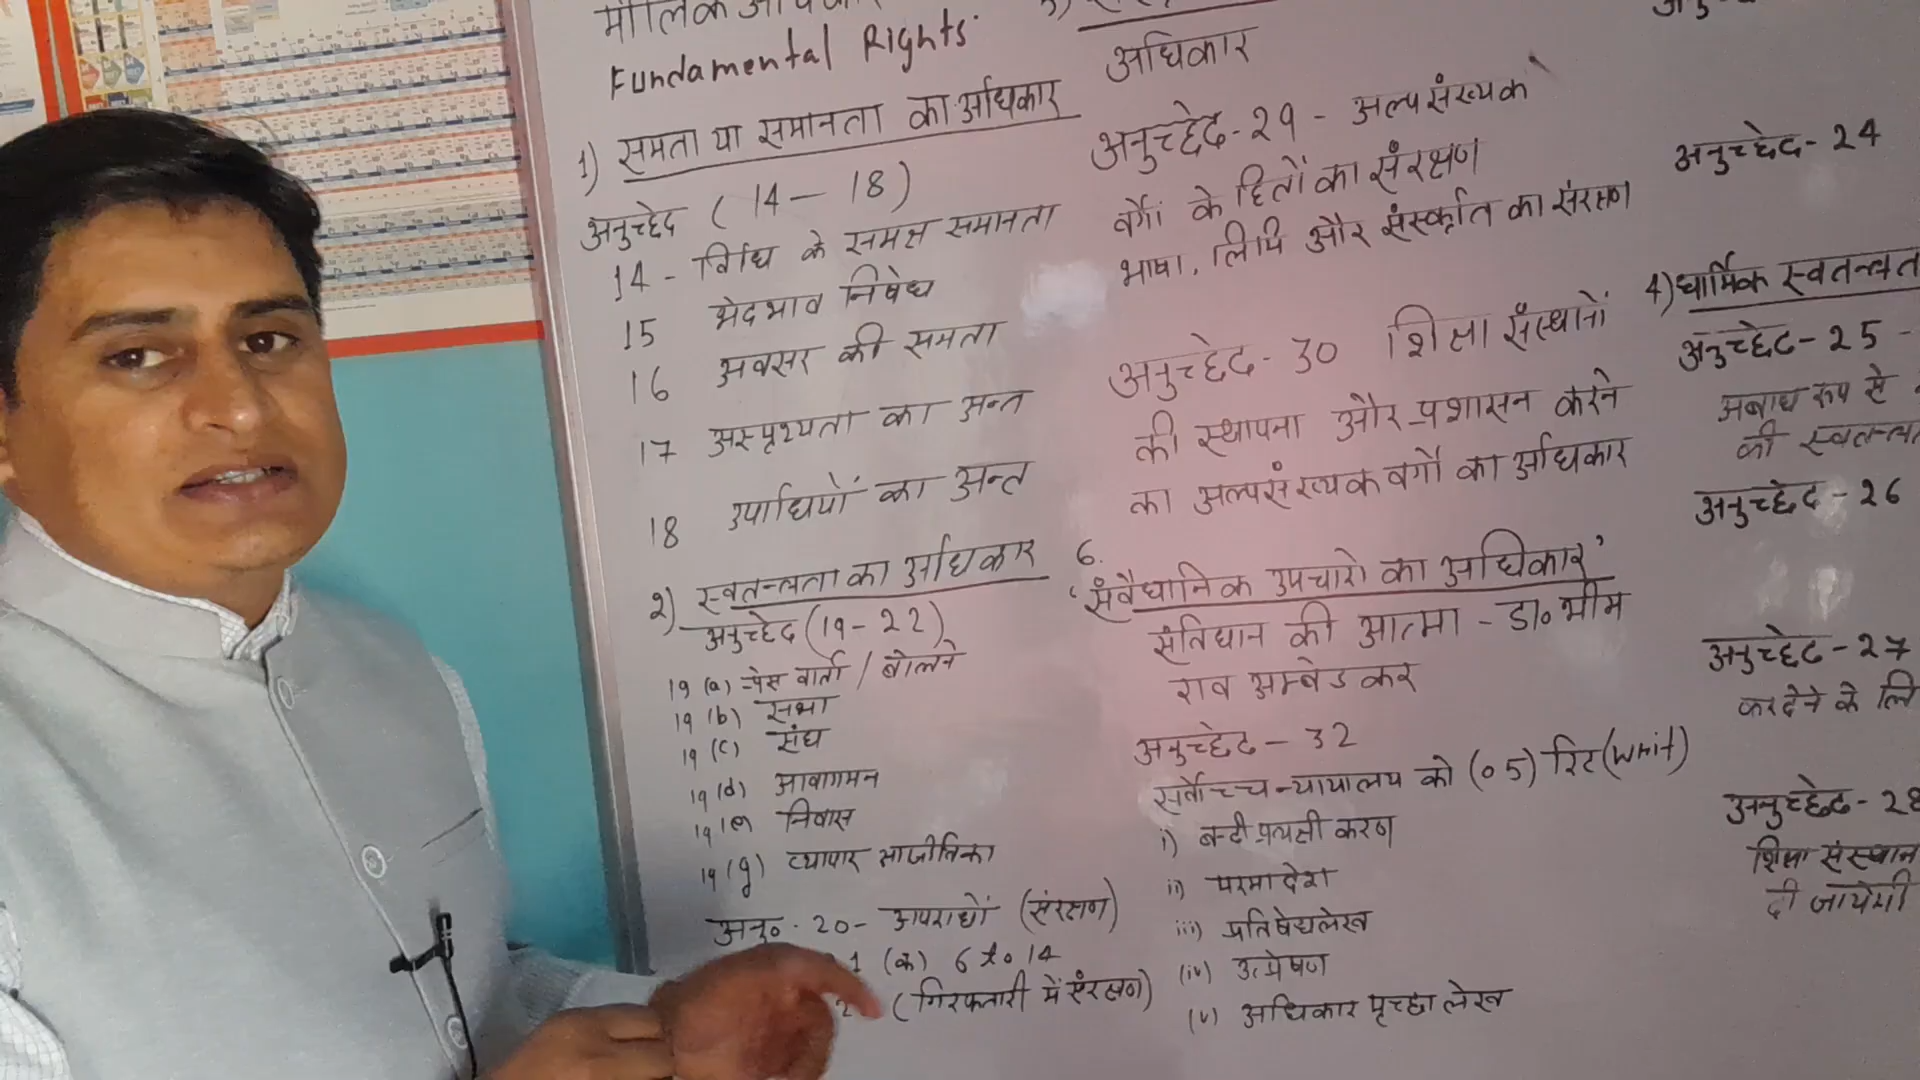 मौलिक अधिकार
Fundamental Rights
1) समता या समानता का अधिकार
अनुच्छेद (14 — 18)
14 - विधि के समक्ष समानता
15 भेदभाव निषेध
16 अवसर की समता
17 अस्पृश्यता का अन्त
18 उपाधियों का अन्त
2) स्वतन्त्रता का अधिकार
अनुच्छेद (19 - 22)
19 (a) प्रेस वार्ता / बोलने
19 (b) सभा
19 (c) संघ
19 (d) आवागमन
19 (e) निवास
19 (g) व्यापार आजीविका
अनु० 20 - अपराधों (संरक्षण)
1 (क) 6 to 14
2 (गिरफ्तारी में संरक्षण)
अधिकार
अनुच्छेद - 29 - अल्पसंख्यक
वर्गों के हितों का संरक्षण
भाषा, लिपि और संस्कृति का संरक्षण
अनुच्छेद - 30 शिक्षा संस्थानों
की स्थापना और प्रशासन करने
का अल्पसंख्यक वर्गों का अधिकार
6.
'संवैधानिक उपचारो का अधिकार'
संविधान की आत्मा - डा० भीम
राव अम्बेडकर
अनुच्छेद - 32
सर्वोच्च न्यायालय को (05) रिट (Writ)
i) बन्दी प्रत्यक्षीकरण
ii) परमादेश
iii) प्रतिषेधलेख
(iv) उत्प्रेषण
(v) अधिकार पृच्छा लेख
अनुच्छेद - 24
4) धार्मिक
अनुच्छेद - 25 -
अबाध रूप से
की
अनुच्छेद - 26
अनुच्छेद - 27
कर देने के
अनुच्छेद - 28
शिक्षा संस्थान
दी जायेगी